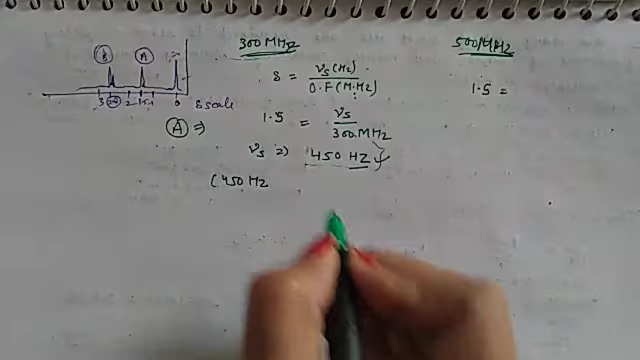 300 MHz
500 MHz
B A
δ = νs (Hz) / O.F (MHz)
1.5 =
3 2 1.5 1 0 δ scale
A ⇒ 1.5 = νs / 300 MHz
νs ⇒ 450 HZ
(450 Hz